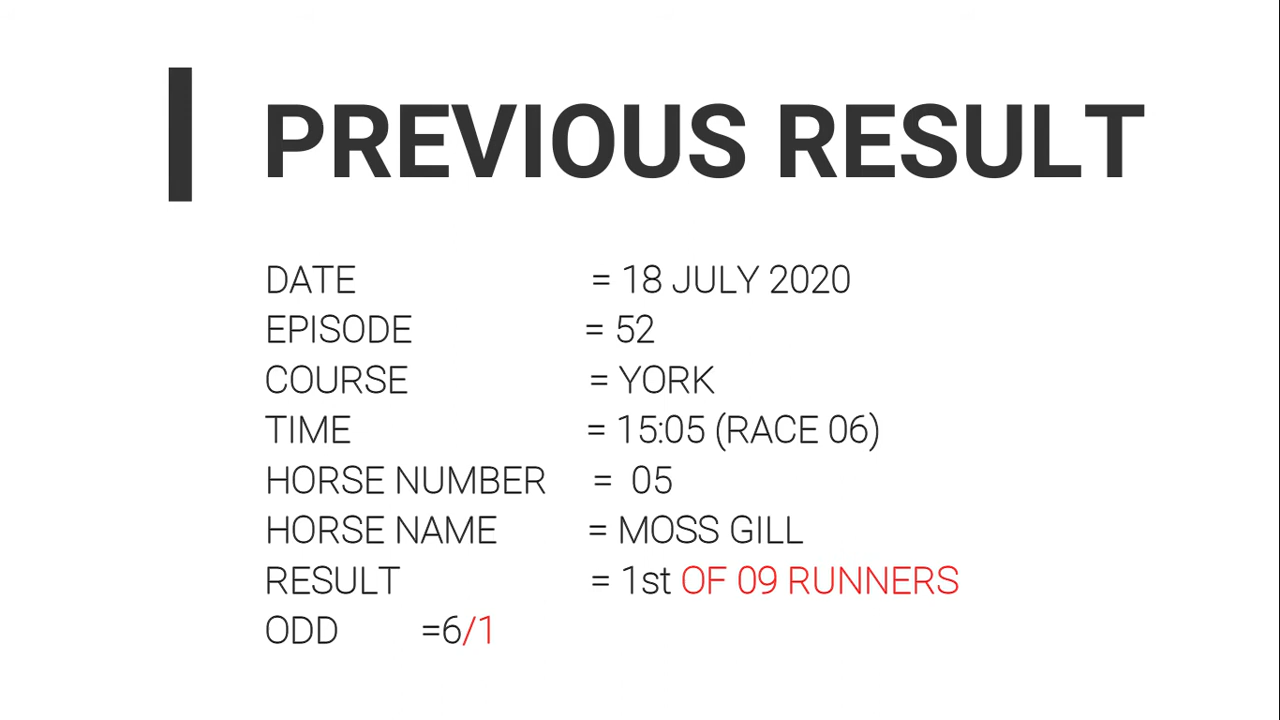 PREVIOUS RESULT
DATE = 18 JULY 2020
EPISODE = 52
COURSE = YORK
TIME = 15:05 (RACE 06)
HORSE NUMBER = 05
HORSE NAME = MOSS GILL
RESULT = 1st OF 09 RUNNERS
ODD =6/1